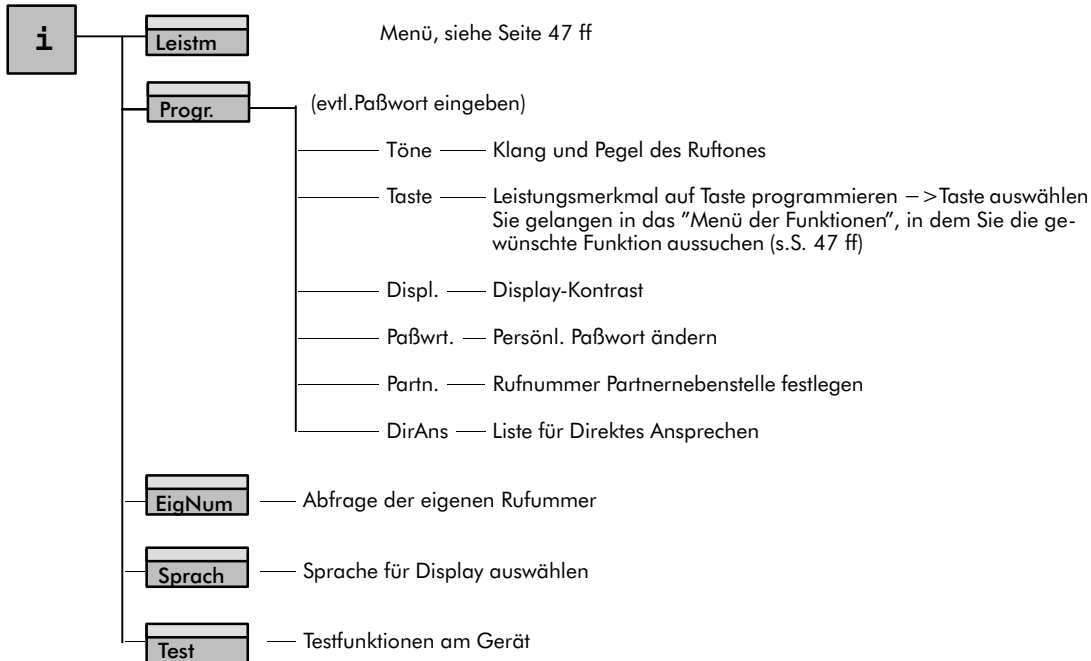 i
Leistm Menü, siehe Seite 47 ff
Progr. (evtl.Paßwort eingeben)
Töne Klang und Pegel des Ruftones
Taste Leistungsmerkmal auf Taste programmieren −>Taste auswählen
Sie gelangen in das "Menü der Funktionen", in dem Sie die ge-
wünschte Funktion aussuchen (s.S. 47 ff)
Displ. Display-Kontrast
Paßwrt. Persönl. Paßwort ändern
Partn. Rufnummer Partnernebenstelle festlegen
DirAns Liste für Direktes Ansprechen
EigNum Abfrage der eigenen Rufummer
Sprach Sprache für Display auswählen
Test Testfunktionen am Gerät